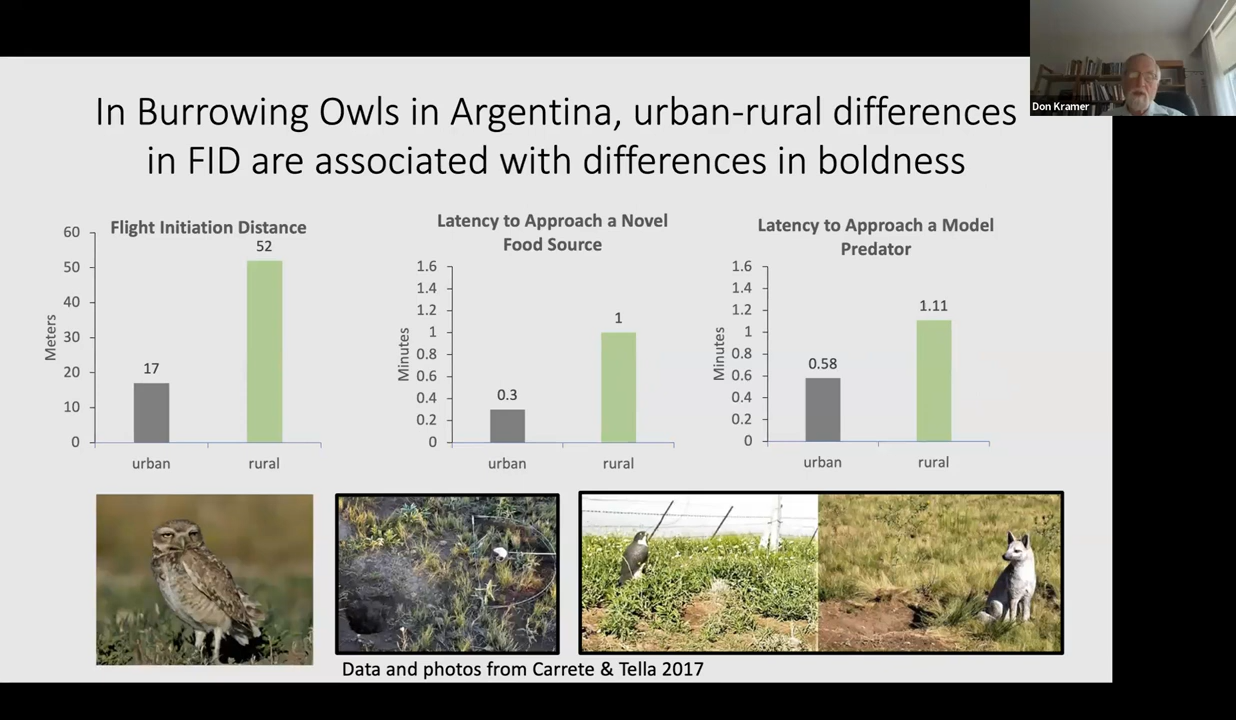 Don Kramer
In Burrowing Owls in Argentina, urban-rural differences
in FID are associated with differences in boldness
Flight Initiation Distance
60
50
40
30
20
10
0
Meters
17
52
urban
rural
Latency to Approach a Novel
Food Source
1.6
1.4
1.2
1
0.8
0.6
0.4
0.2
0
Minutes
0.3
1
urban
rural
Latency to Approach a Model
Predator
1.6
1.4
1.2
1
0.8
0.6
0.4
0.2
0
Minutes
0.58
1.11
urban
rural
Data and photos from Carrete & Tella 2017